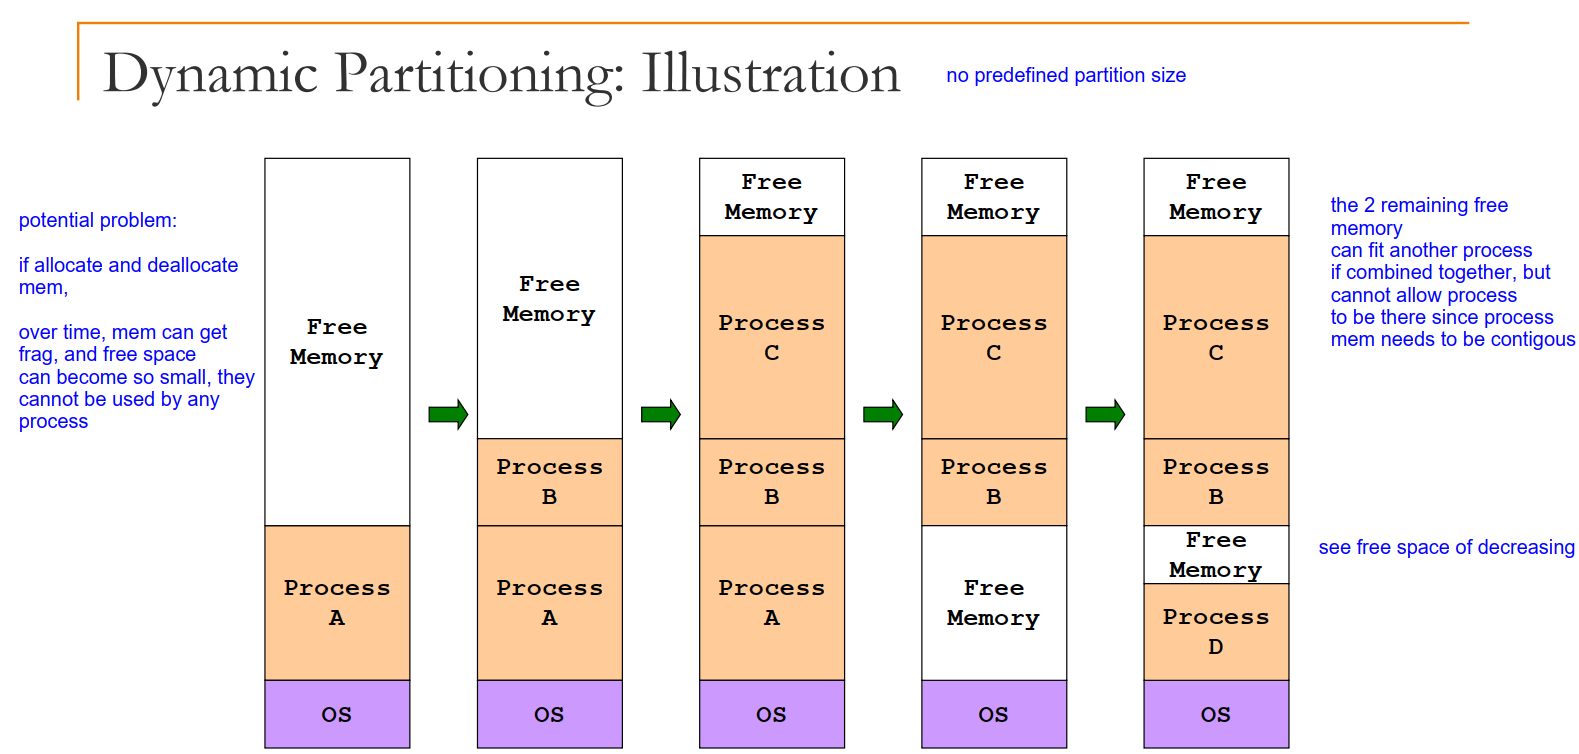 Dynamic Partitioning: Illustration
no predefined partition size
potential problem:
if allocate and deallocate
mem,
over time, mem can get
frag, and free space
can become so small, they
cannot be used by any
process
Free
Memory
Process
A
OS
Free
Memory
Process
B
Process
A
OS
Free
Memory
Process
C
Process
B
Process
A
OS
Free
Memory
Process
C
Process
B
Free
Memory
OS
Free
Memory
Process
C
Process
B
Free
Memory
Process
D
OS
the 2 remaining free
memory
can fit another process
if combined together, but
cannot allow process
to be there since process
mem needs to be contigous
see free space of decreasing